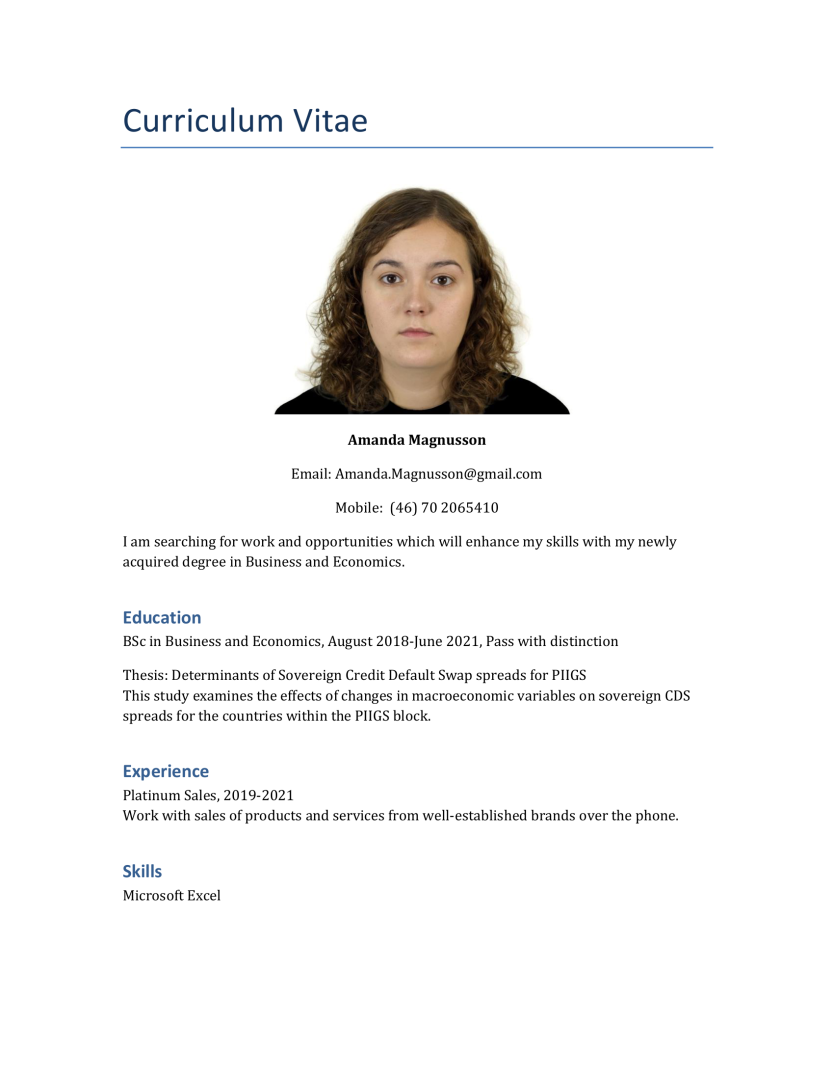 Curriculum Vitae
Amanda Magnusson
Email: Amanda.Magnusson@gmail.com
Mobile:  (46) 70 2065410
I am searching for work and opportunities which will enhance my skills with my newly
acquired degree in Business and Economics.
Education
BSc in Business and Economics, August 2018-June 2021, Pass with distinction
Thesis: Determinants of Sovereign Credit Default Swap spreads for PIIGS
This study examines the effects of changes in macroeconomic variables on sovereign CDS
spreads for the countries within the PIIGS block.
Experience
Platinum Sales, 2019-2021
Work with sales of products and services from well-established brands over the phone.
Skills
Microsoft Excel